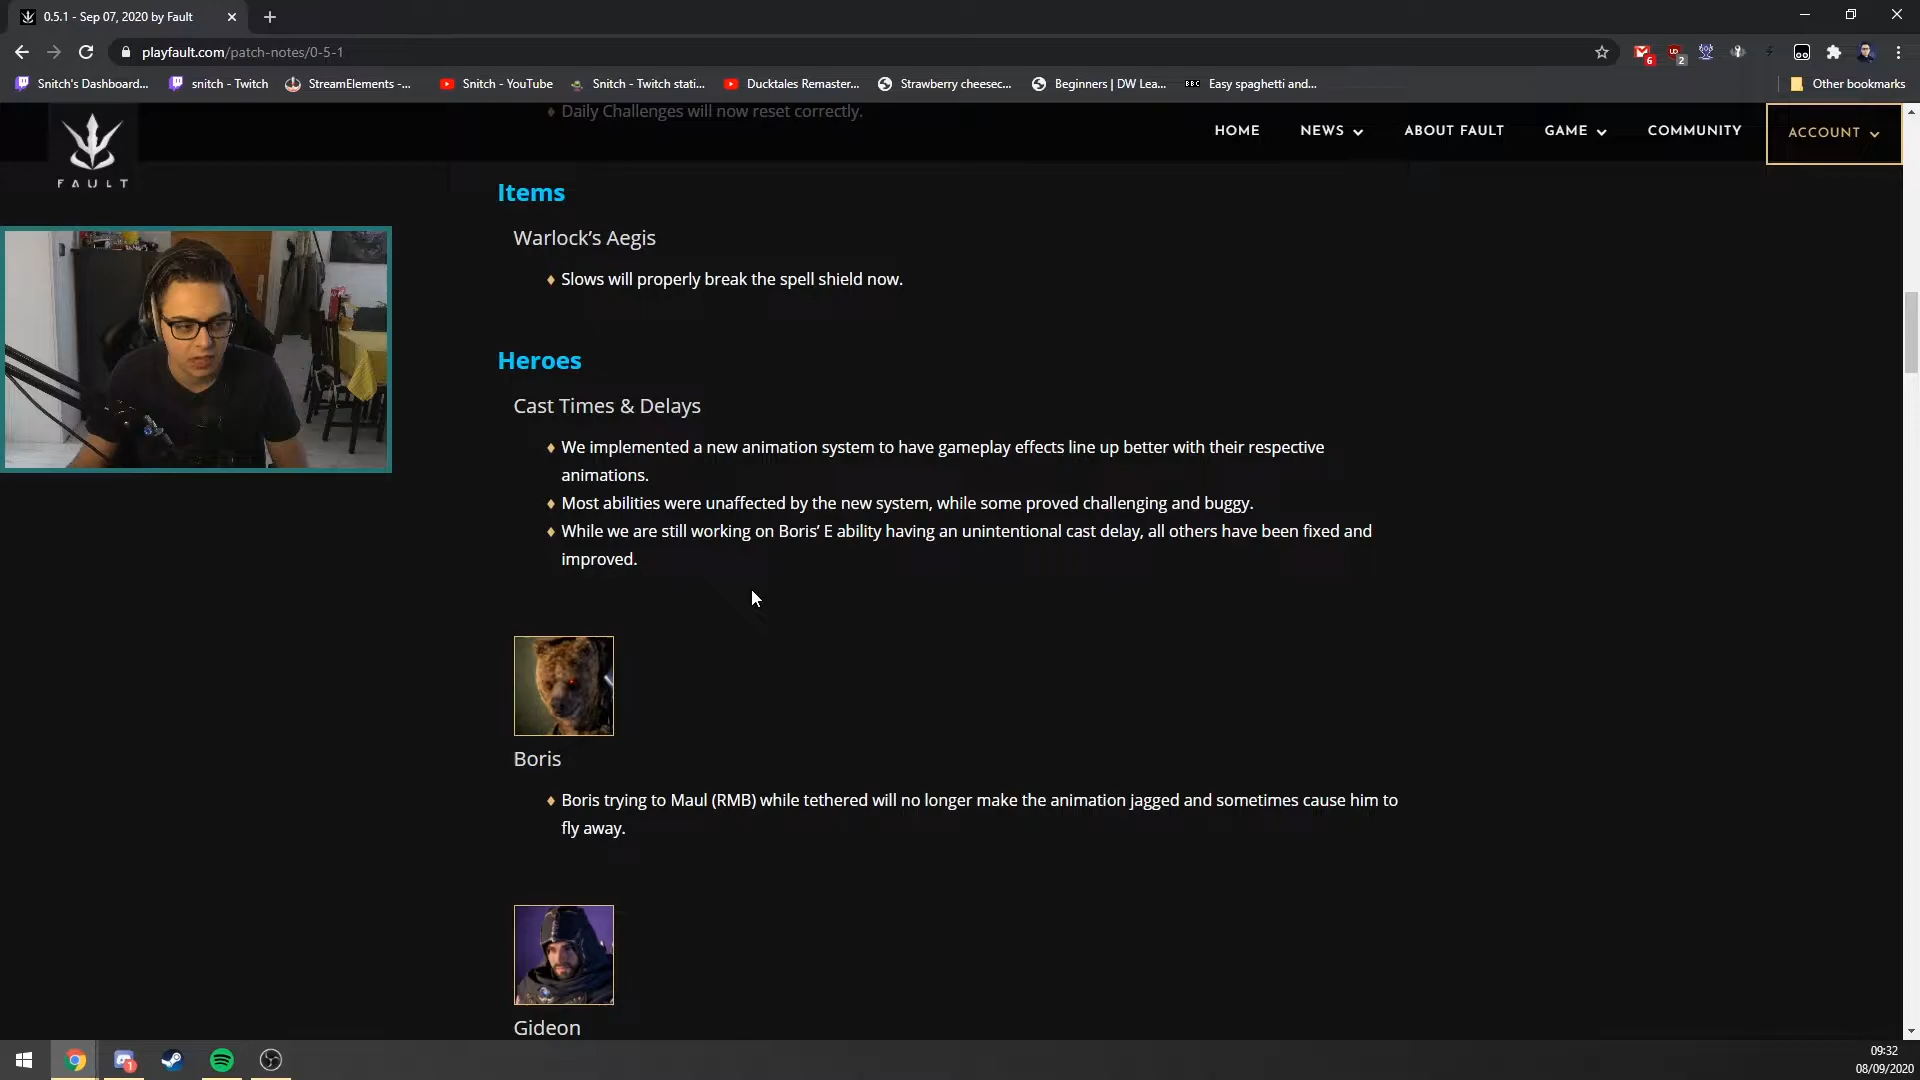 0.5.1 - Sep 07, 2020 by Fault
playfault.com/patch-notes/0-5-1
6
2
Snitch's Dashboard...
snitch - Twitch
StreamElements -...
Snitch - YouTube
Snitch - Twitch stati...
Ducktales Remaster...
Strawberry cheesec...
Beginners | DW Lea...
BBC
Easy spaghetti and...
Other bookmarks
Daily Challenges will now reset correctly.
FAULT
HOME
NEWS
ABOUT FAULT
GAME
COMMUNITY
ACCOUNT
Items
Warlock's Aegis
Slows will properly break the spell shield now.
Heroes
Cast Times & Delays
We implemented a new animation system to have gameplay effects line up better with their respective
animations.
Most abilities were unaffected by the new system, while some proved challenging and buggy.
While we are still working on Boris' E ability having an unintentional cast delay, all others have been fixed and
improved.
Boris
Boris trying to Maul (RMB) while tethered will no longer make the animation jagged and sometimes cause him to
fly away.
Gideon
1
09:32
08/09/2020